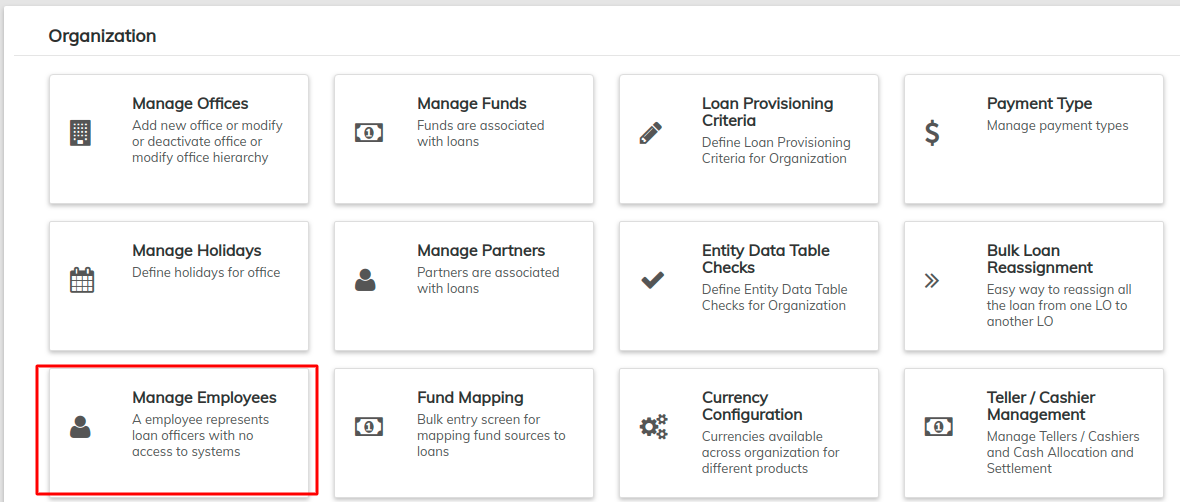 Organization
Manage Offices
Add new office or modify
or deactivate office or
modify office hierarchy
Manage Funds
Funds are associated
with loans
Loan Provisioning
Criteria
Define Loan Provisioning
Criteria for Organization
Payment Type
Manage payment types
Manage Holidays
Define holidays for office
Manage Partners
Partners are associated
with loans
Entity Data Table
Checks
Define Entity Data Table
Checks for Organization
Bulk Loan
Reassignment
Easy way to reassign all
the loan from one LO to
another LO
Manage Employees
A employee represents
loan officers with no
access to systems
Fund Mapping
Bulk entry screen for
mapping fund sources to
loans
Currency
Configuration
Currencies available
across organization for
different products
Teller / Cashier
Management
Manage Tellers / Cashiers
and Cash Allocation and
Settlement